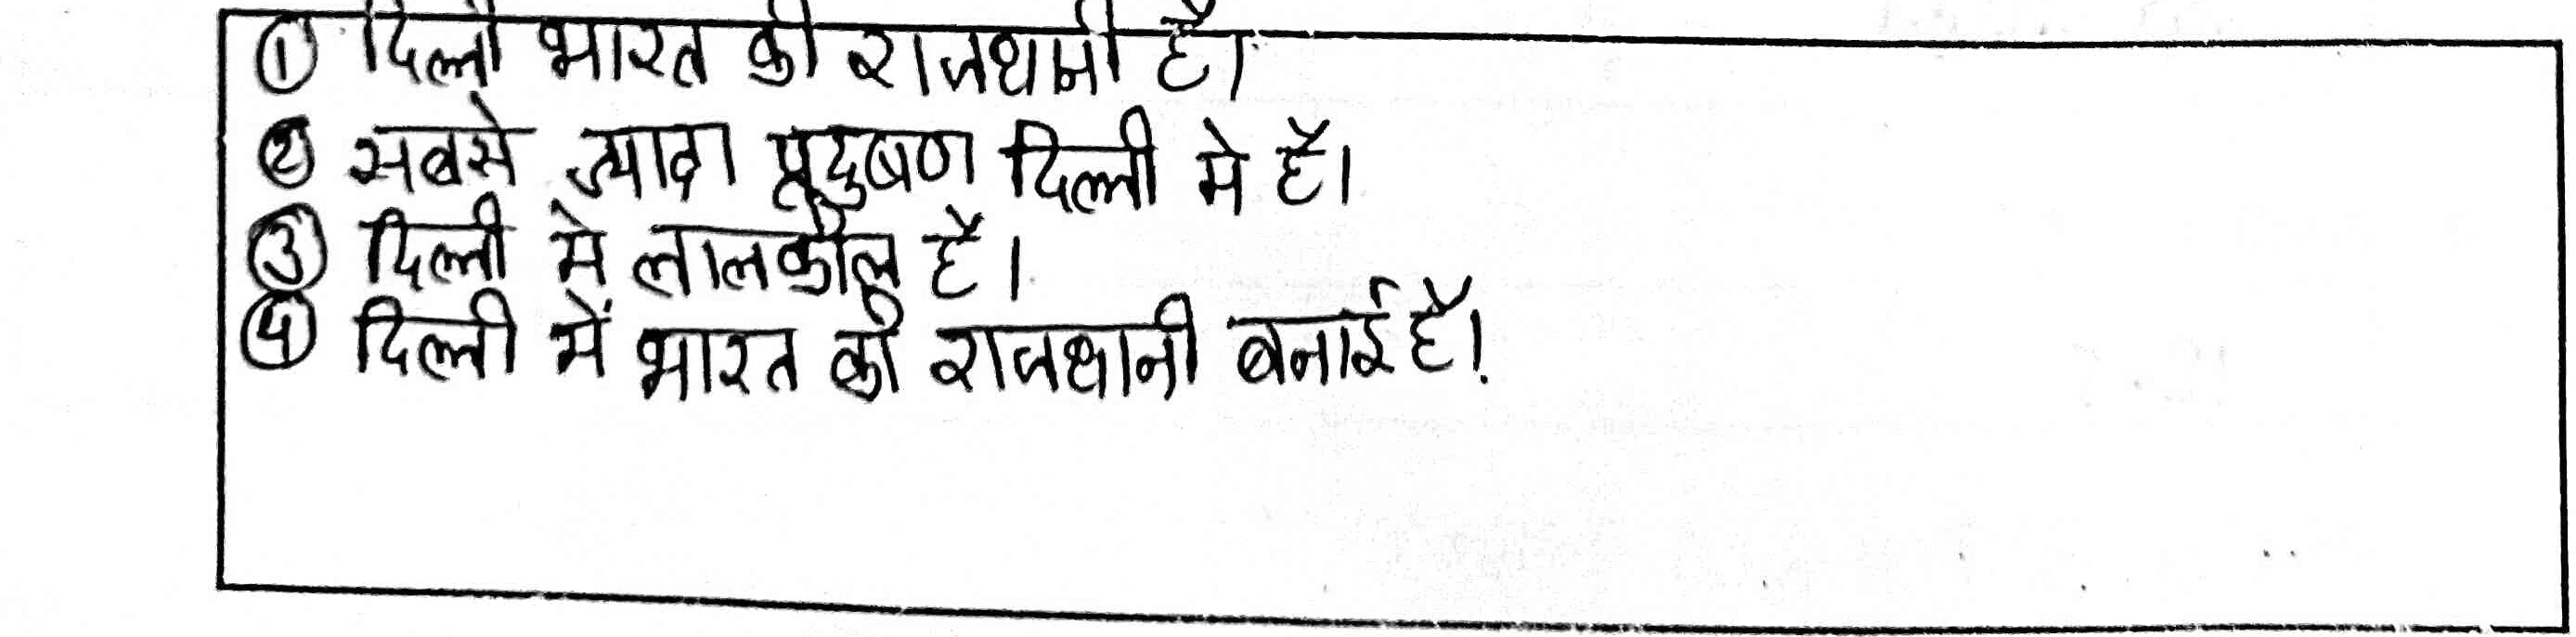 ① दिल्ली भारत की राजधानी है।
② सबसे ज्यादा प्रदुषण दिल्ली मे है।
③ दिल्ली मे लालकील है।
④ दिल्ली में भारत की राजधानी बनाई है।